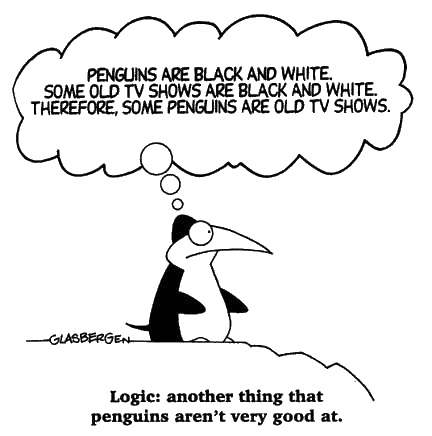 PENGUINS ARE BLACK AND WHITE.
SOME OLD TV SHOWS ARE BLACK AND WHITE.
THEREFORE, SOME PENGUINS ARE OLD TV SHOWS.
GLASBERGEN
Logic: another thing that
penguins aren't very good at.